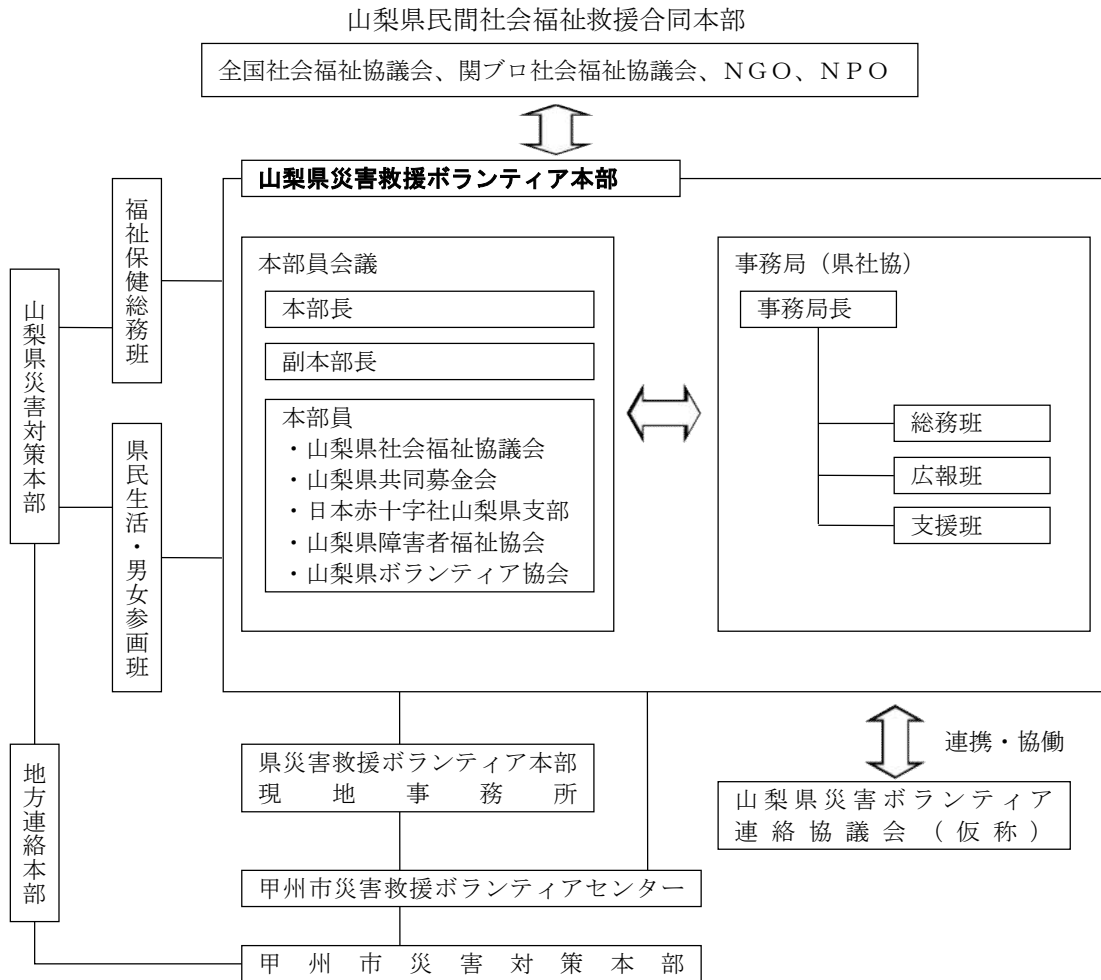 山梨県民間社会福祉救援合同本部
全国社会福祉協議会、関ブロ社会福祉協議会、ＮＧＯ、ＮＰＯ
山梨県災害救援ボランティア本部
福祉保健総務班
山梨県災害対策本部
県民生活・男女参画班
地方連絡本部
本部員会議
本部長
副本部長
本部員
・山梨県社会福祉協議会
・山梨県共同募金会
・日本赤十字社山梨県支部
・山梨県障害者福祉協会
・山梨県ボランティア協会
事務局（県社協）
事務局長
総務班
広報班
支援班
連携・協働
県災害救援ボランティア本部
現地事務所
山梨県災害ボランティア
連絡協議会（仮称）
甲州市災害救援ボランティアセンター
甲州市災害対策本部